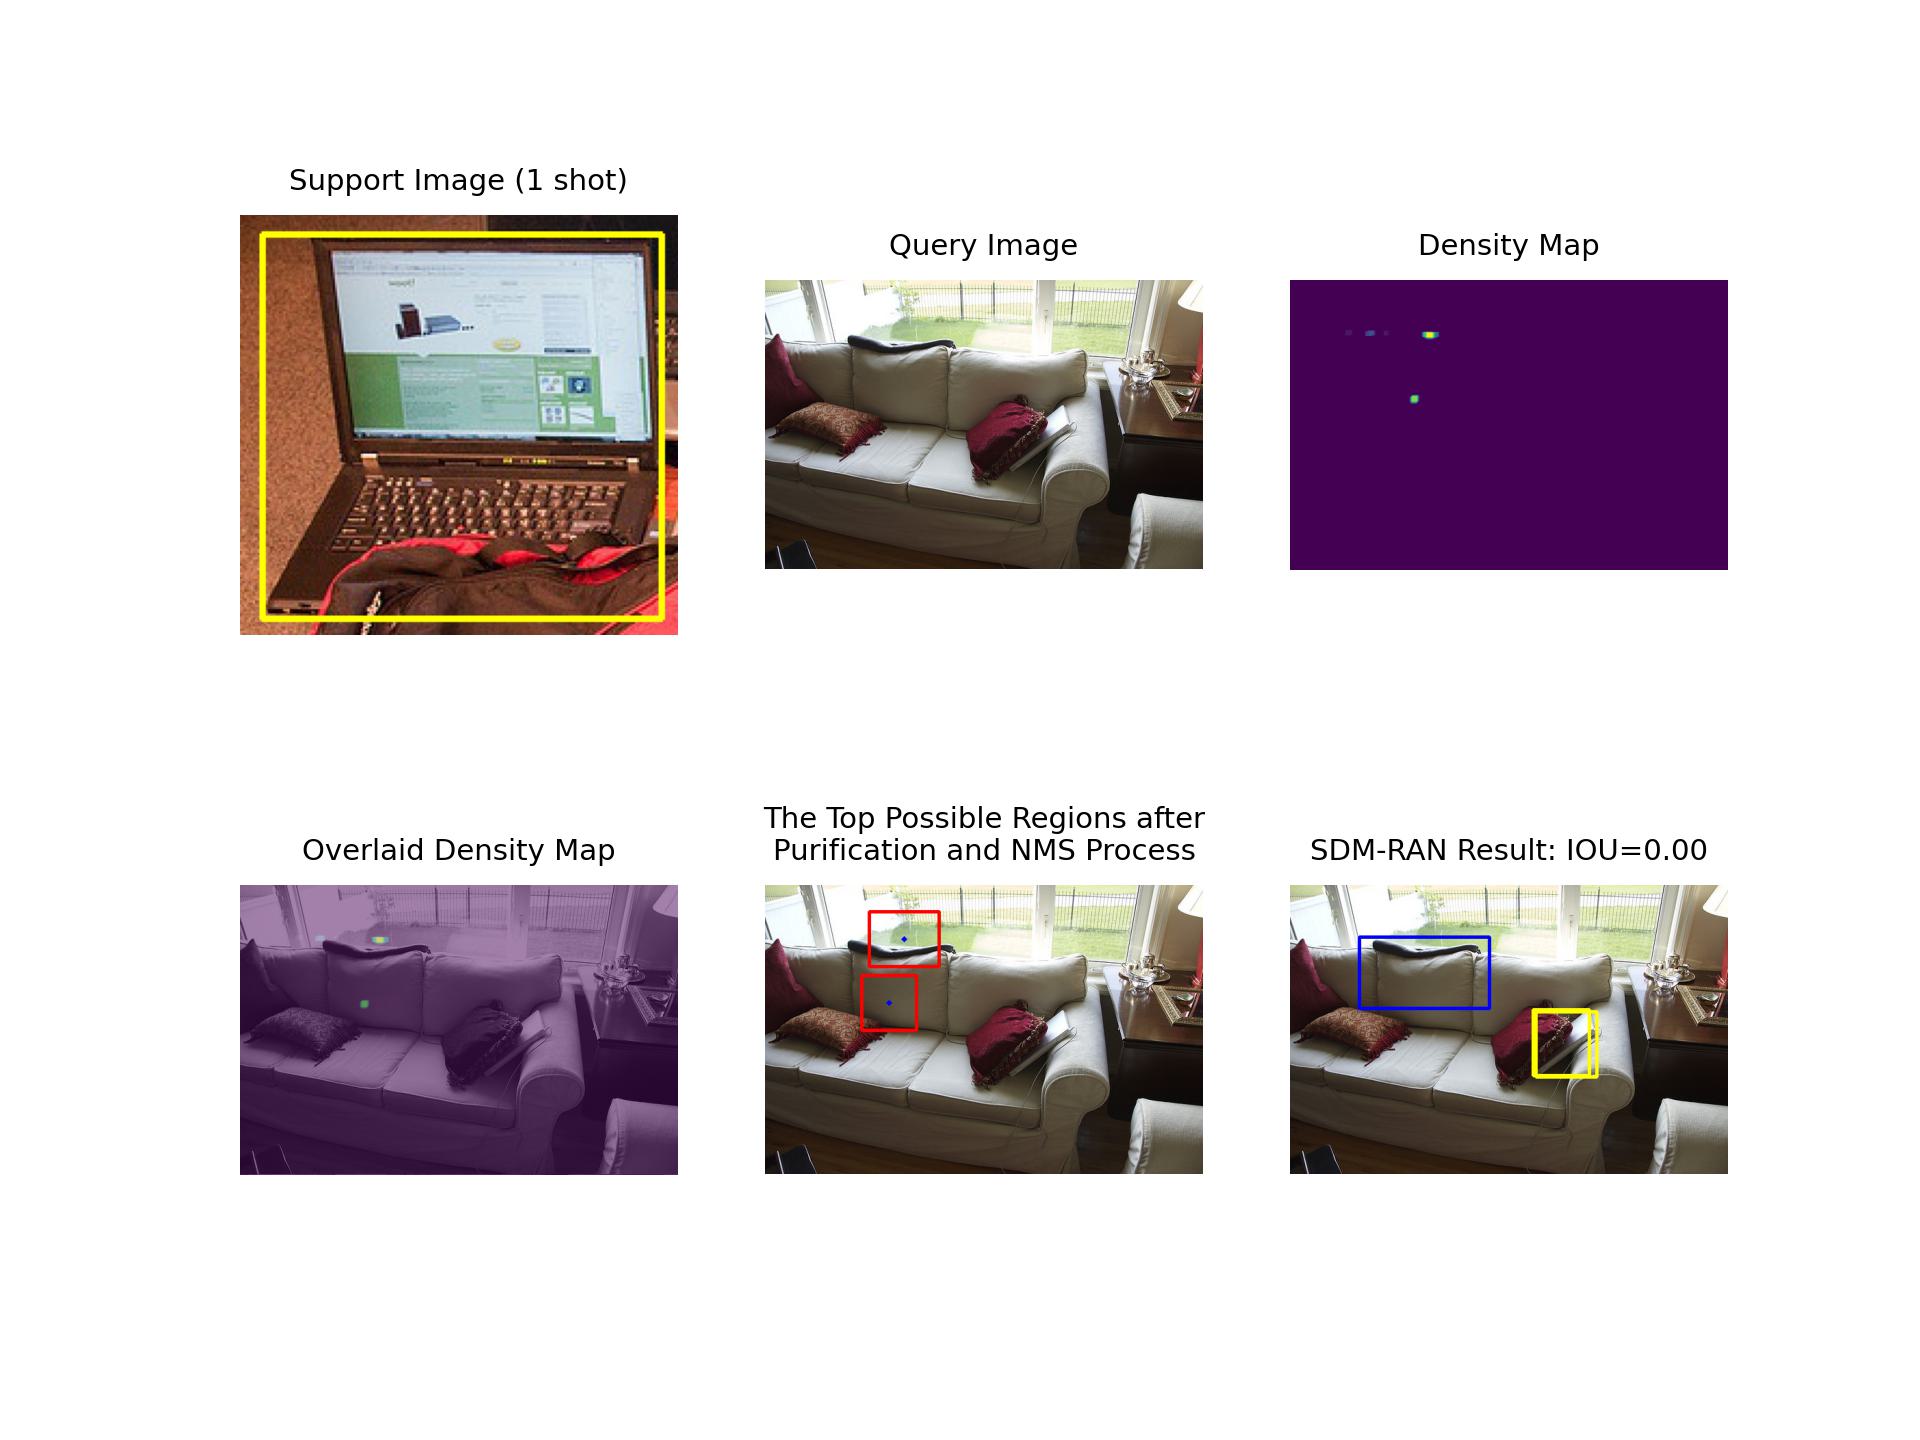 Support Image (1 shot)
Query Image
Density Map
woot!
Overlaid Density Map
The Top Possible Regions after
Purification and NMS Process
SDM-RAN Result: IOU=0.00